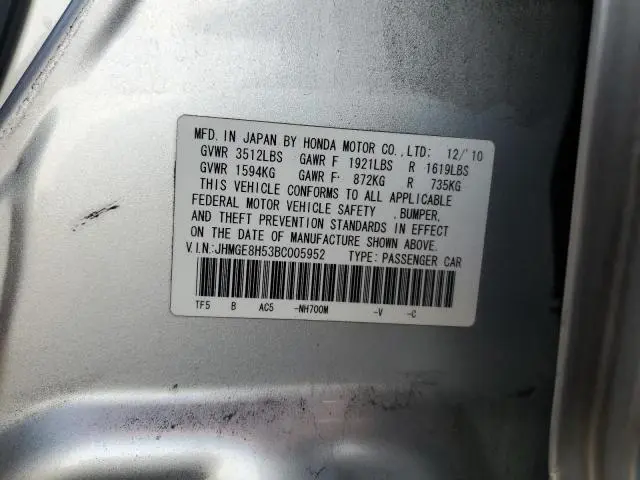 MFD. IN JAPAN BY HONDA MOTOR CO.,LTD: 12/'10
GVWR 3512LBS GAWR F 1921LBS R 1619LBS
GVWR 1594KG GAWR F· 872KG R 735KG
THIS VEHICLE CONFORMS TO ALL APPLICABLE
FEDERAL MOTOR VEHICLE SAFETY , BUMPER,
AND THEFT PREVENTION STANDARDS IN EFFECT
ON THE DATE OF MANUFACTURE SHOWN ABOVE.
V.I.N.:JHMGE8H53BC005952 TYPE: PASSENGER CAR
TF5 B AC5 -NH700M -V -C